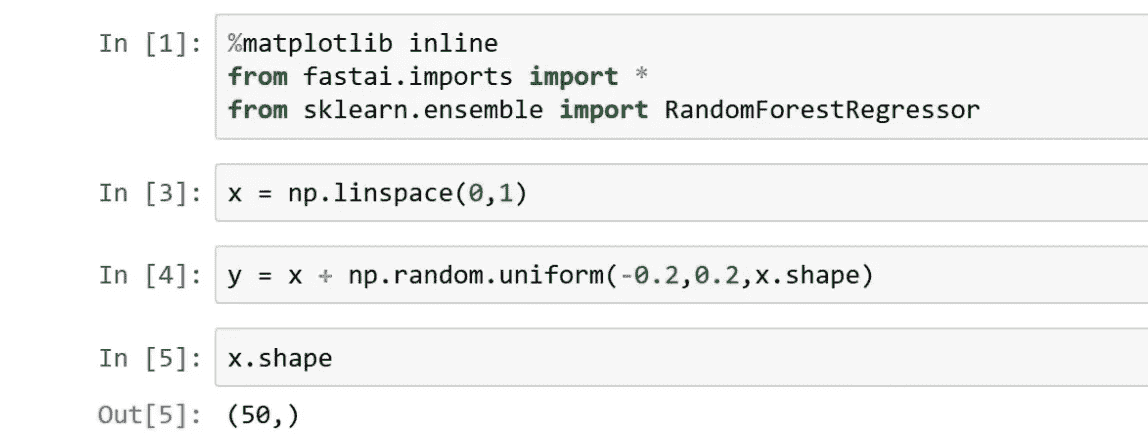 In [1]: %matplotlib inline
from fastai.imports import *
from sklearn.ensemble import RandomForestRegressor
In [3]: x = np.linspace(0,1)
In [4]: y = x + np.random.uniform(-0.2,0.2,x.shape)
In [5]: x.shape
Out[5]: (50,)